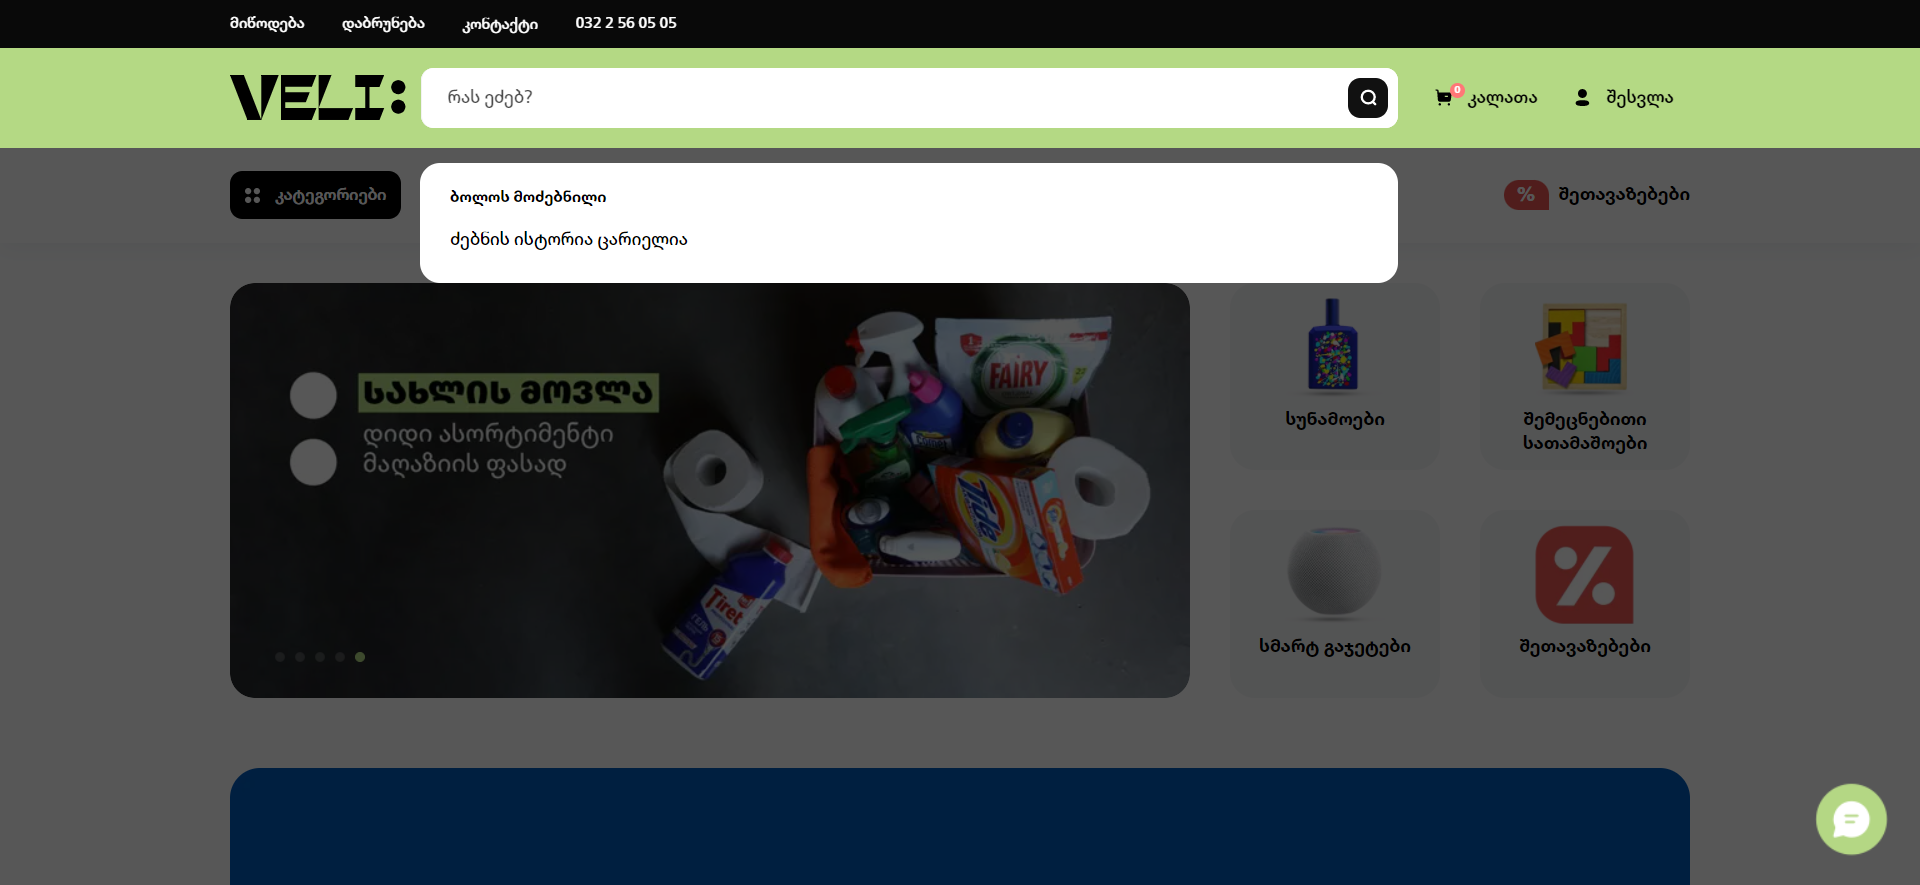 მიწოდება
დაბრუნება
კონტაქტი
032 2 56 05 05
VELI:
რას ეძებ?
0
კალათა
შესვლა
კატეგორიები
ბოლოს მოძებნილი
ძებნის ისტორია ცარიელია
%
შეთავაზებები
სახლის მოვლა
დიდი ასორტიმენტი
მაღაზიის ფასად
FAIRY
Tide
Tiret
ГЕЛЬ
სუნამოები
შემეცნებითი
სათამაშოები
სმარტ გაჯეტები
%
შეთავაზებები